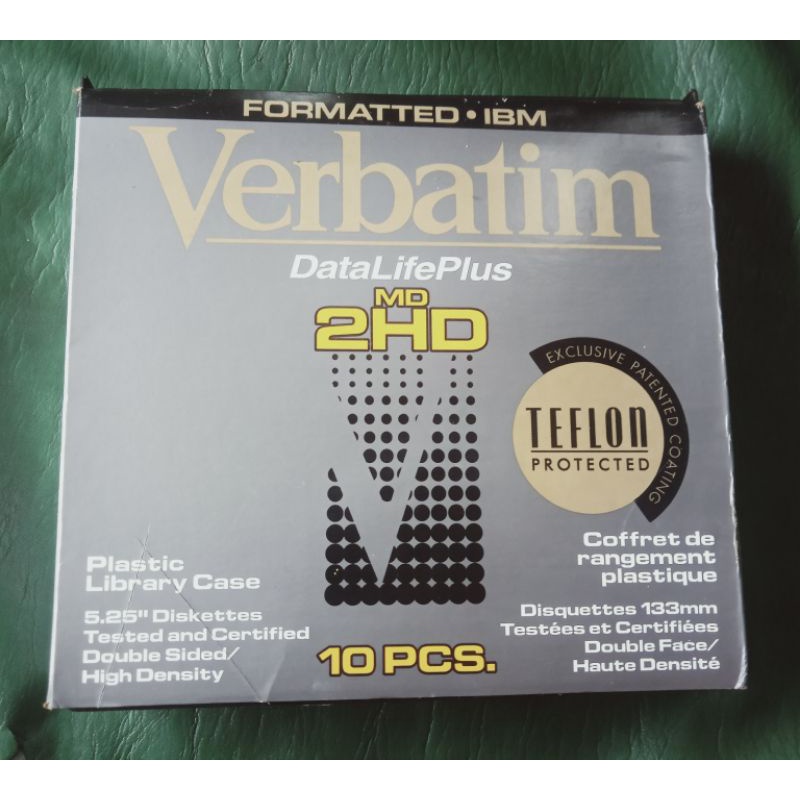 FORMATTED • IBM
Verbatim
DataLifePlus
MD
2HD
EXCLUSIVE PATENTED COATING
TEFLON
PROTECTED
Plastic
Library Case
5.25" Diskettes
Tested and Certified
Double Sided/
High Density
10 PCS.
Coffret de
rangement
plastique
Disquettes 133mm
Testées et Certifiées
Double Face/
Haute Densité